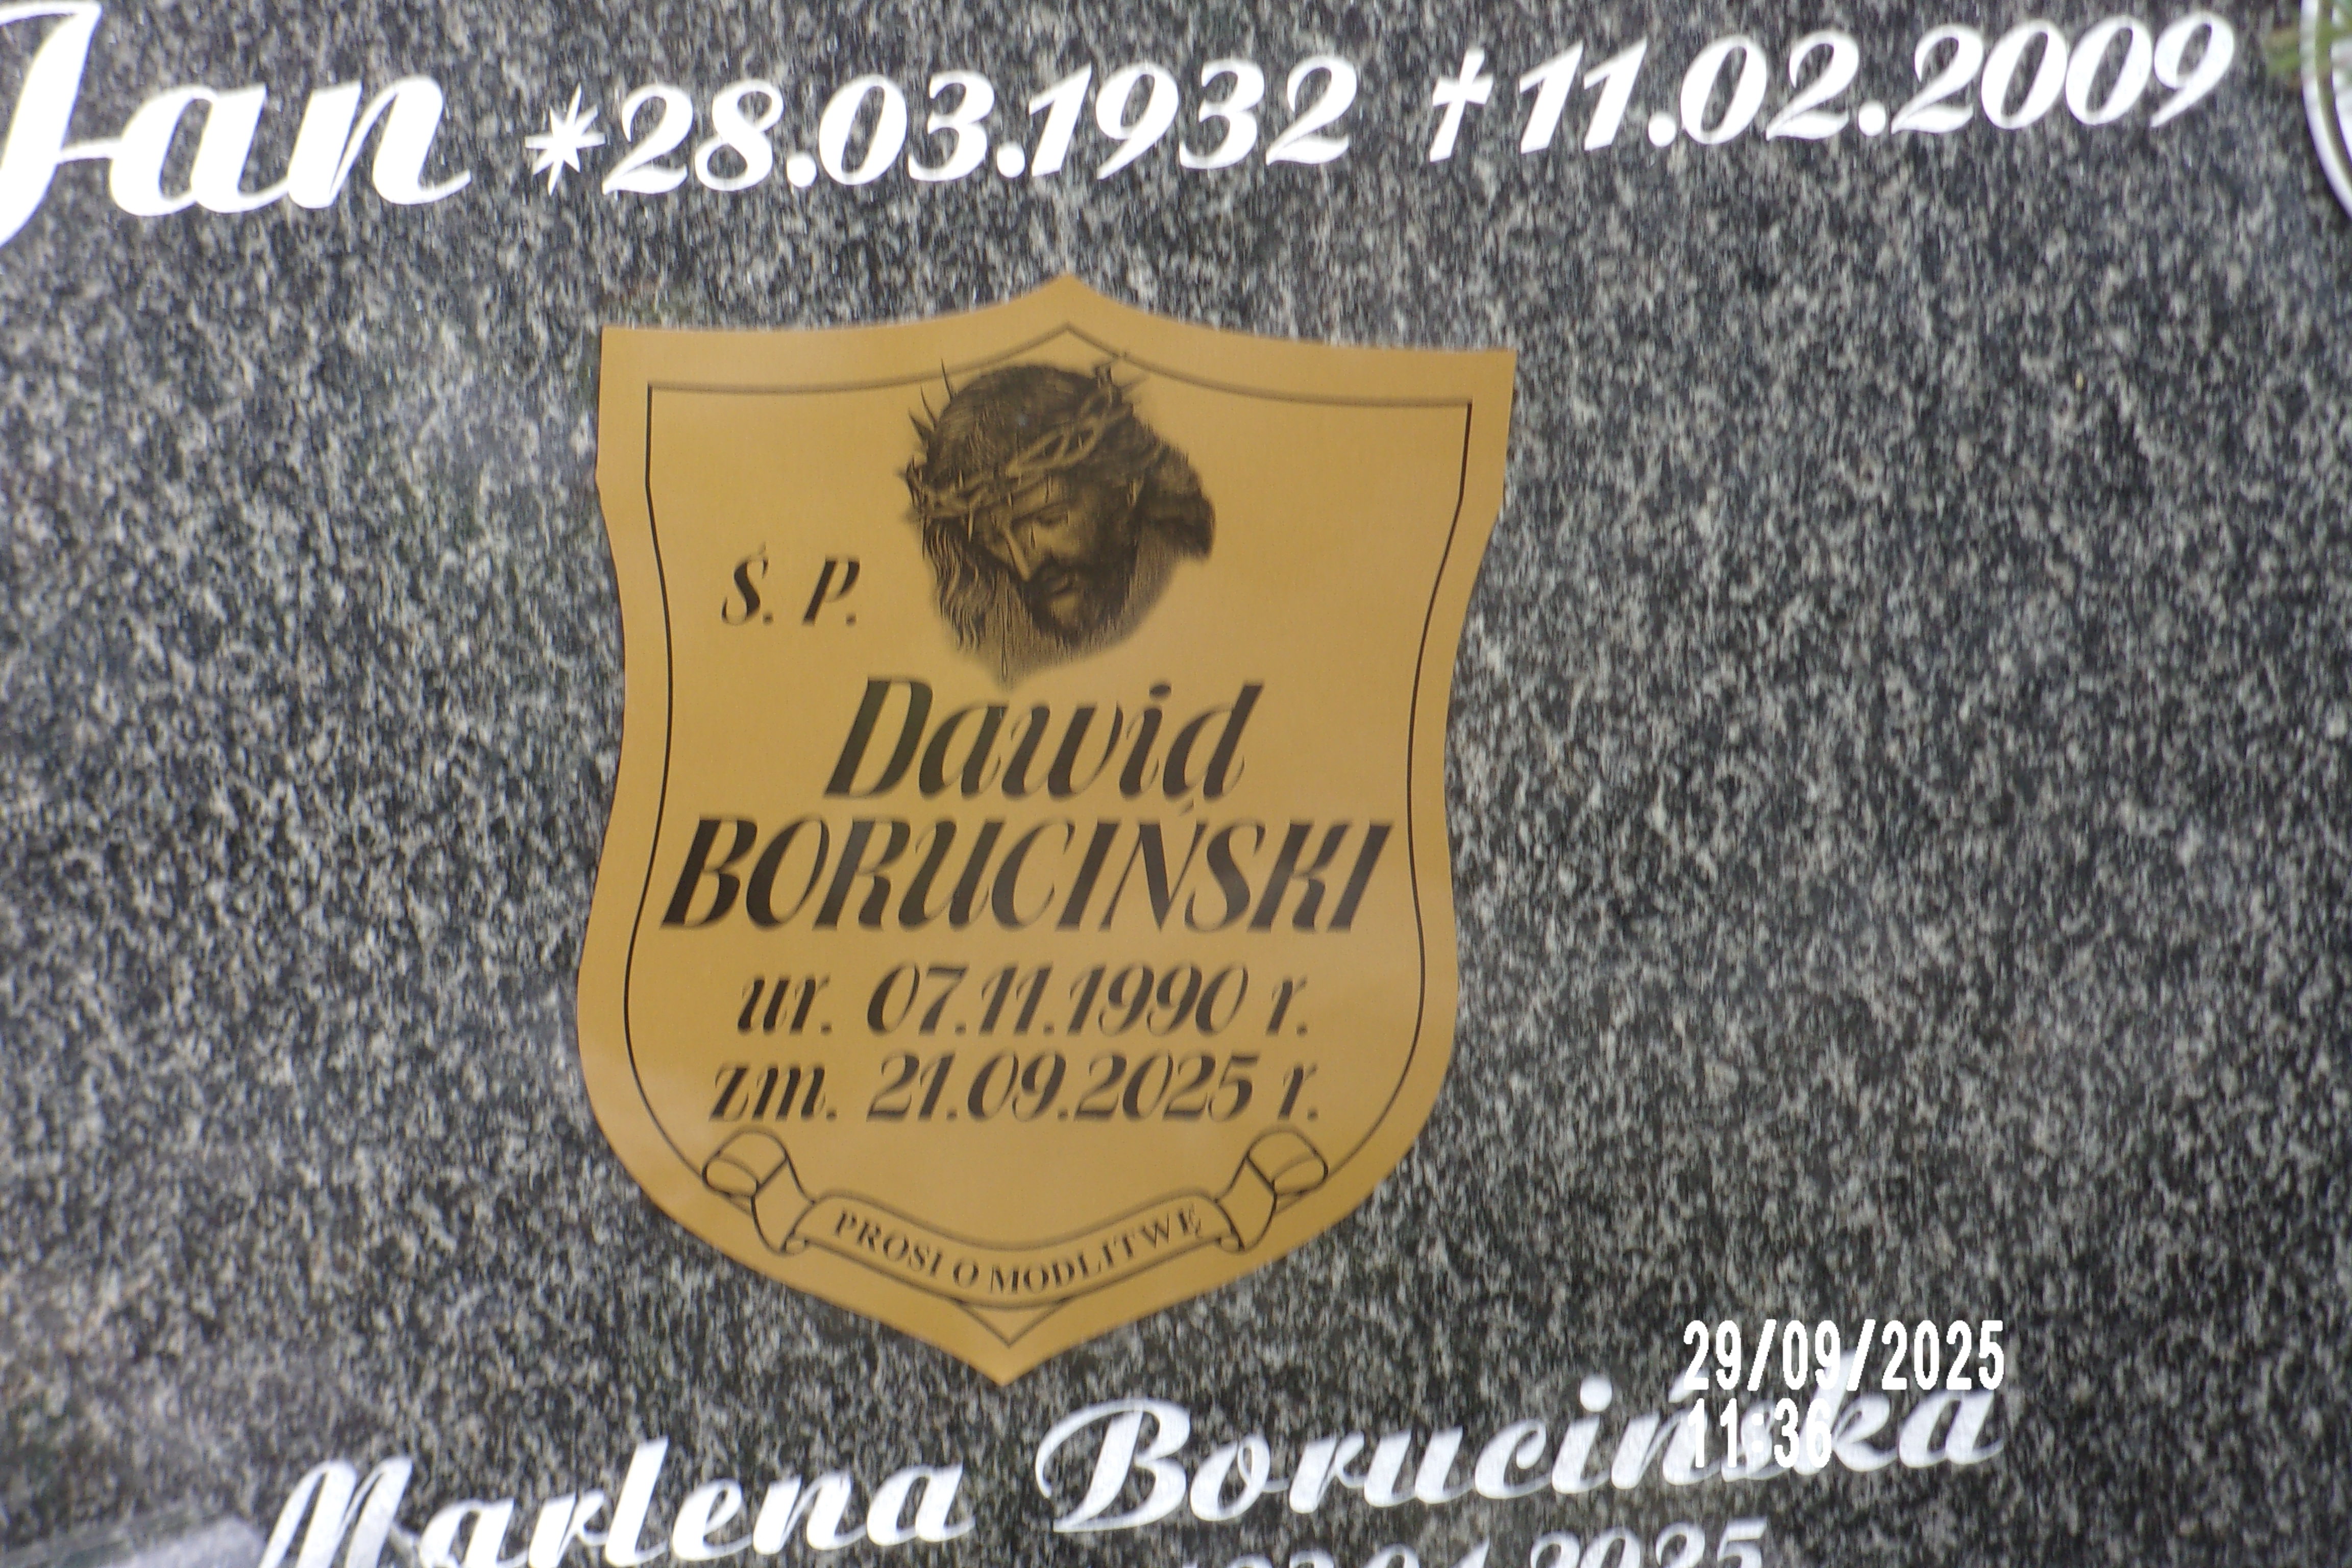 Jan *28.03.1932 †11.02.2009
Ś. P.
Dawid
BORUCIŃSKI
ur. 07.11.1990 r.
zm. 21.09.2025 r.
PROSI O MODLITWĘ
29/09/2025
11:36
Marlena Borucińska
2025